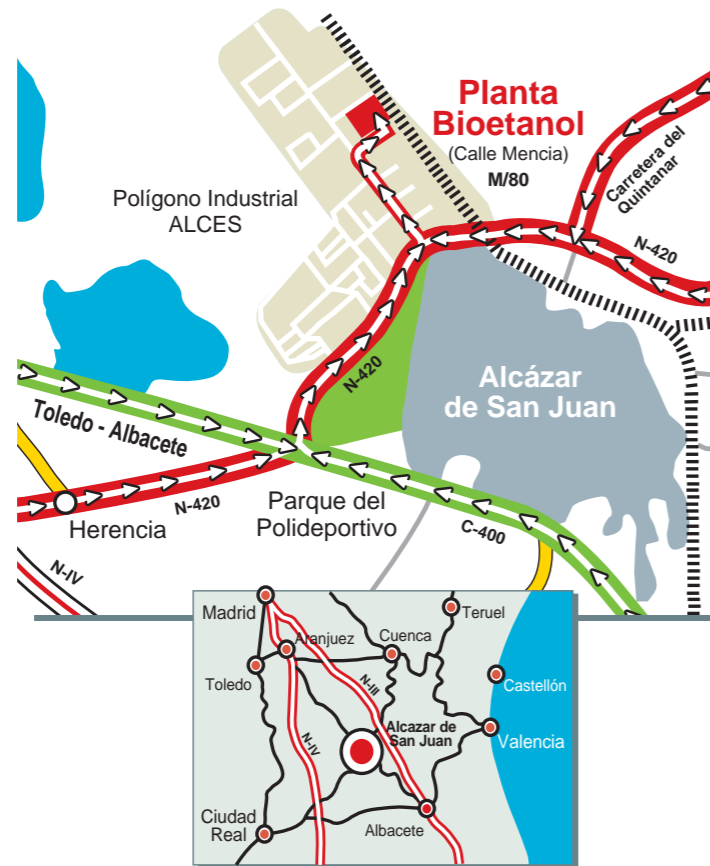 Planta
Bioetanol
(Calle Mencia)
M/80
Carretera del
Quintanar
Polígono Industrial
ALCES
N-420
N-420
Alcázar
de San Juan
Toledo - Albacete
Parque del
Polideportivo
N-420
C-400
Herencia
N-IV
Madrid
Teruel
Aranjuez
Cuenca
Toledo
N-III
Castellón
Alcazar de
San Juan
N-IV
Valencia
Ciudad
Real
Albacete